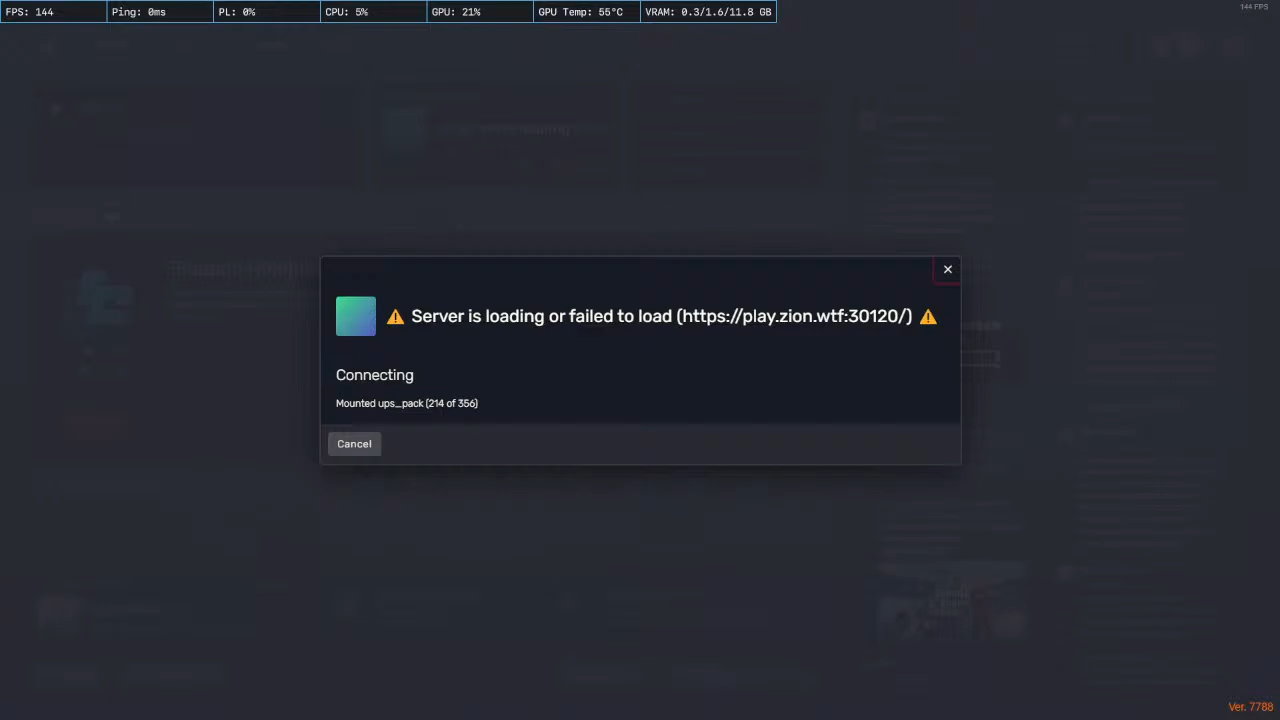 FPS: 144 Ping: 0ms PL: 0% CPU: 5% GPU: 21% GPU Temp: 55°C VRAM: 0.3/1.6/11.8 GB 144 FPS
⚠ Server is loading or failed to load (https://play.zion.wtf:30120/) ⚠
Connecting
Mounted ups_pack (214 of 356)
Cancel
Ver. 7788